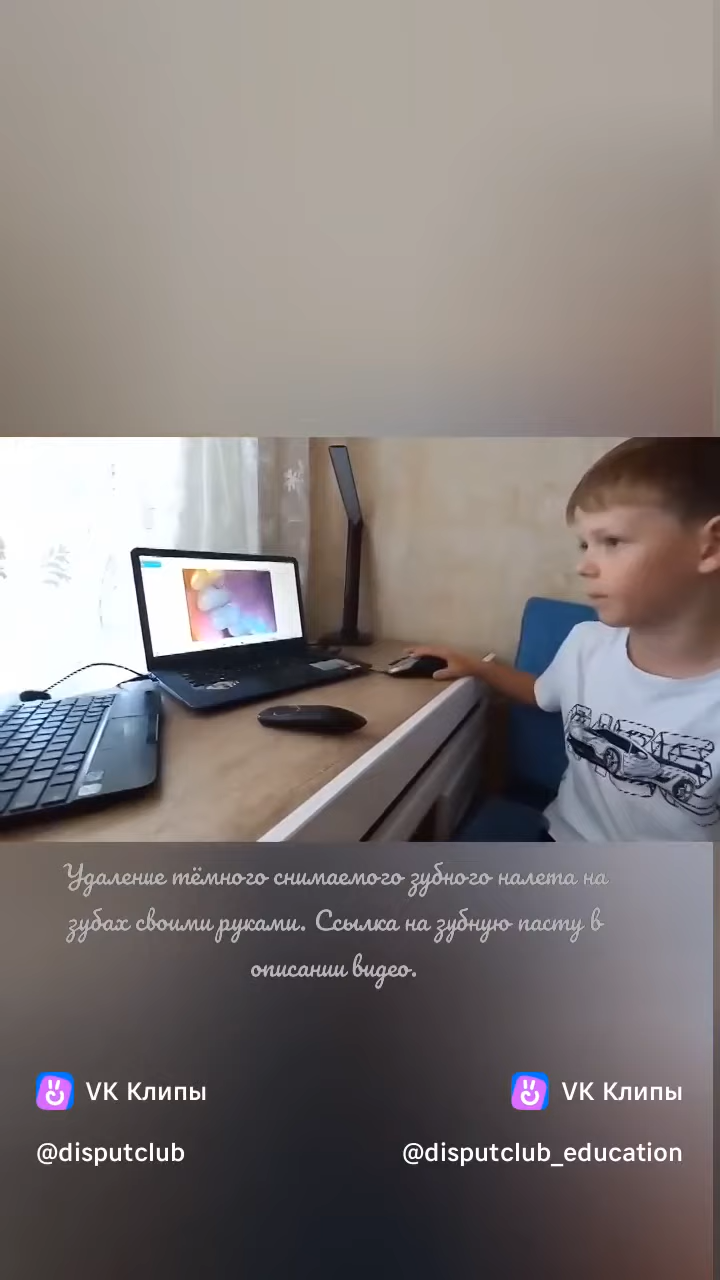 Удаление тёмного снимаемого зубного налета на
зубах своими руками. Ссылка на зубную пасту в
описании видео.
VK Клипы
VK Клипы
@disputclub
@disputclub_education